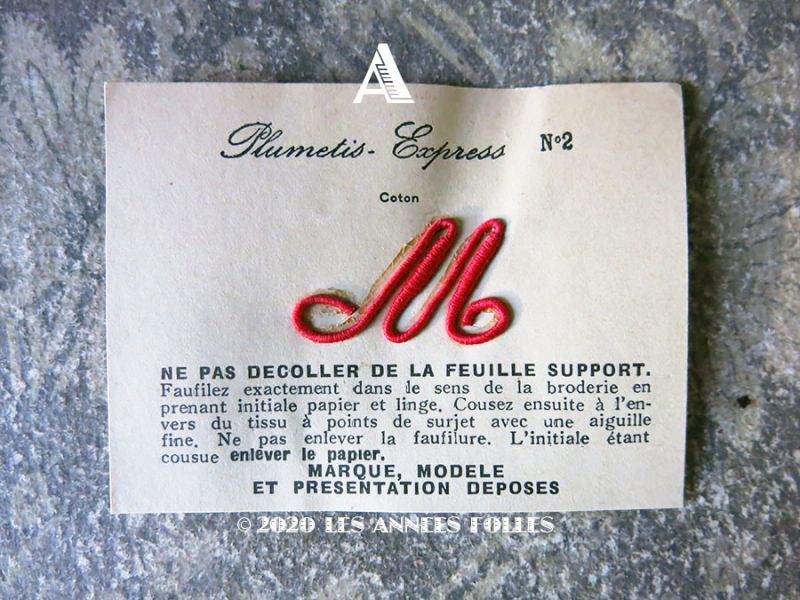 A
Plumetis - Express N°2
Coton
M
NE PAS DECOLLER DE LA FEUILLE SUPPORT.
Faufilez exactement dans le sens de la broderie en
prenant initiale papier et linge. Cousez ensuite à l'en-
vers du tissu à points de surjet avec une aiguille
fine. Ne pas enlever la faufilure. L'initiale étant
cousue enlever le papier.
MARQUE, MODELE
ET PRESENTATION DEPOSES
© 2020 LES ANNEES FOLLES